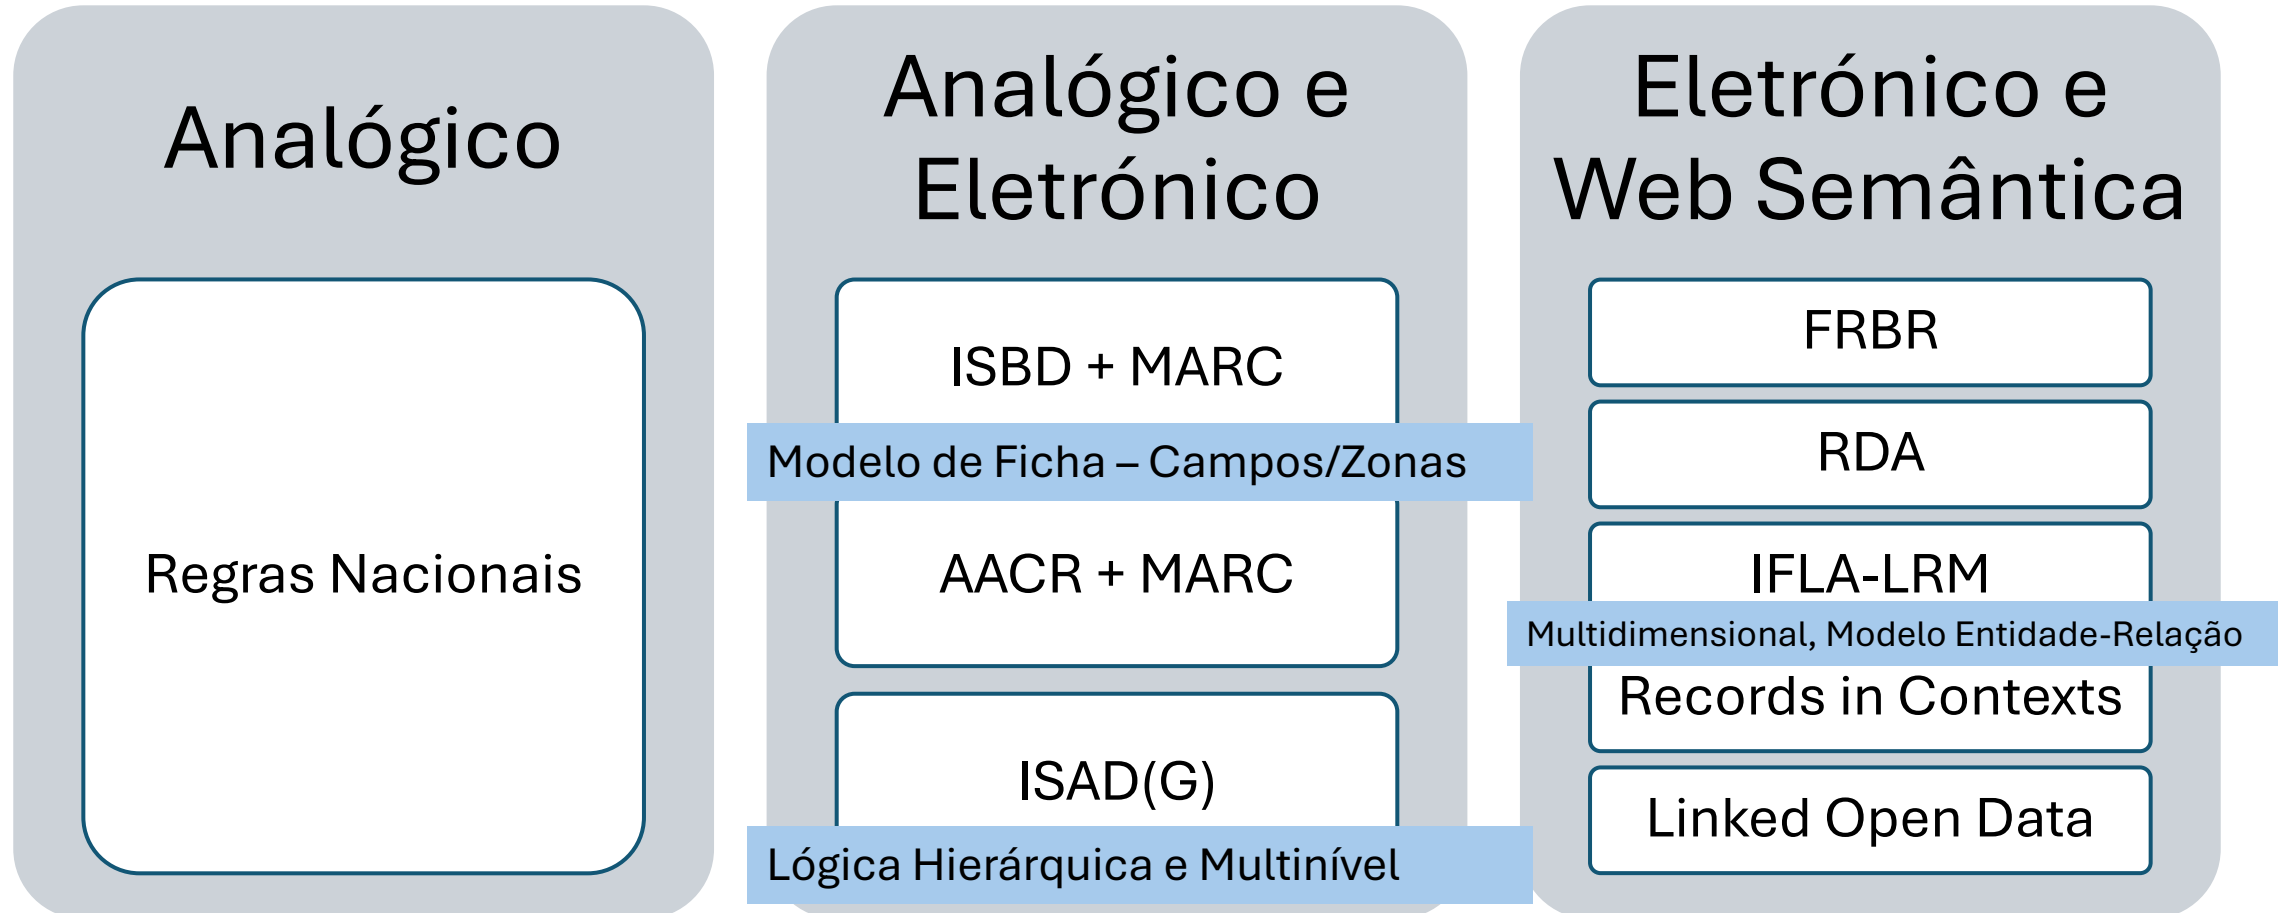 Analógico
Regras Nacionais
Analógico e
Eletrónico
ISBD + MARC
Modelo de Ficha – Campos/Zonas
AACR + MARC
ISAD(G)
Lógica Hierárquica e Multinível
Eletrónico e
Web Semântica
FRBR
RDA
IFLA-LRM
Multidimensional, Modelo Entidade-Relação
Records in Contexts
Linked Open Data